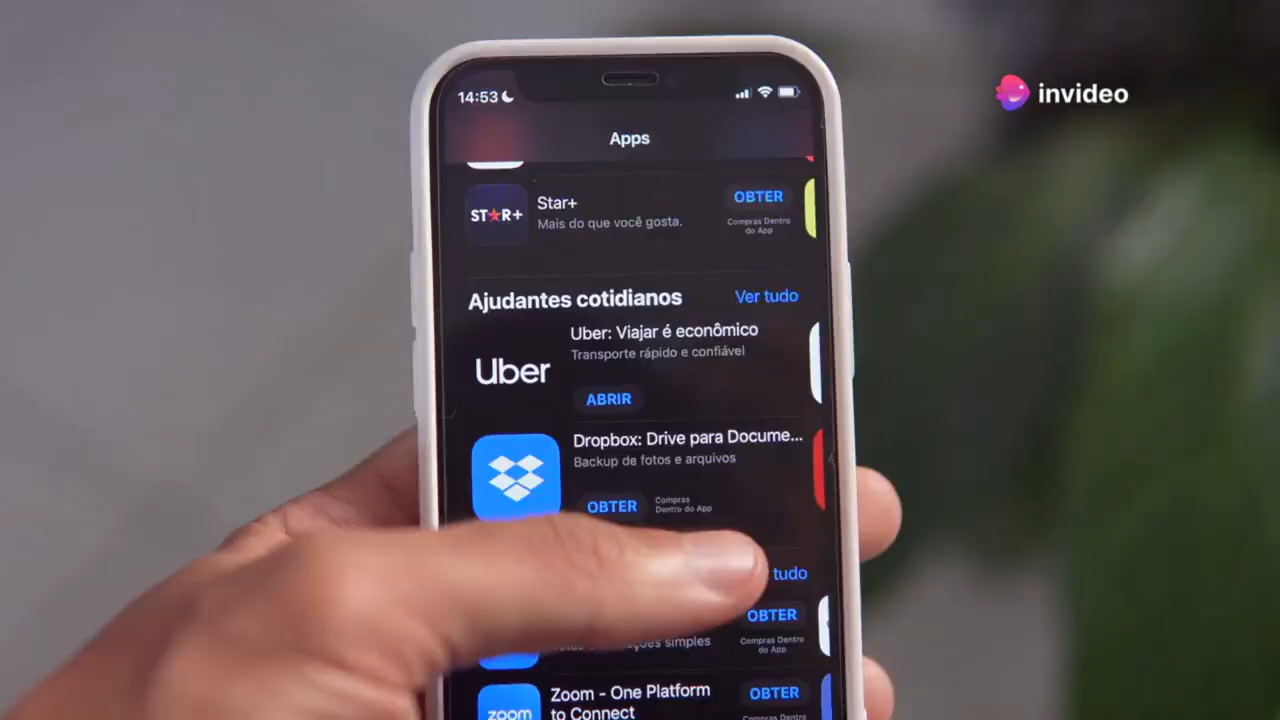 invideo
14:53
Apps
ST★R+
Star+
Mais do que você gosta.
OBTER
Compras Dentro
do App
Ajudantes cotidianos
Ver tudo
Uber
Uber: Viajar é econômico
Transporte rápido e confiável
ABRIR
Dropbox: Drive para Docume...
Backup de fotos e arquivos
OBTER
Compras
Dentro do App
tudo
OBTER
simples
Compras Dentro
do App
zoom
Zoom - One Platform
to Connect
OBTER